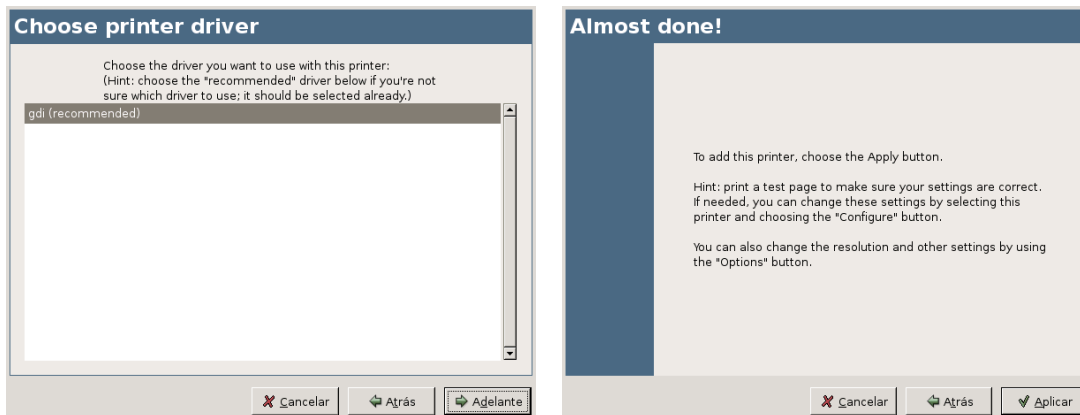 Choose printer driver
Choose the driver you want to use with this printer:
(Hint: choose the "recommended" driver below if you're not
sure which driver to use; it should be selected already.)
gdi (recommended)
Cancelar
Atrás
Adelante
Almost done!
To add this printer, choose the Apply button.
Hint: print a test page to make sure your settings are correct.
If needed, you can change these settings by selecting this
printer and choosing the "Configure" button.
You can also change the resolution and other settings by using
the "Options" button.
Cancelar
Atrás
Aplicar